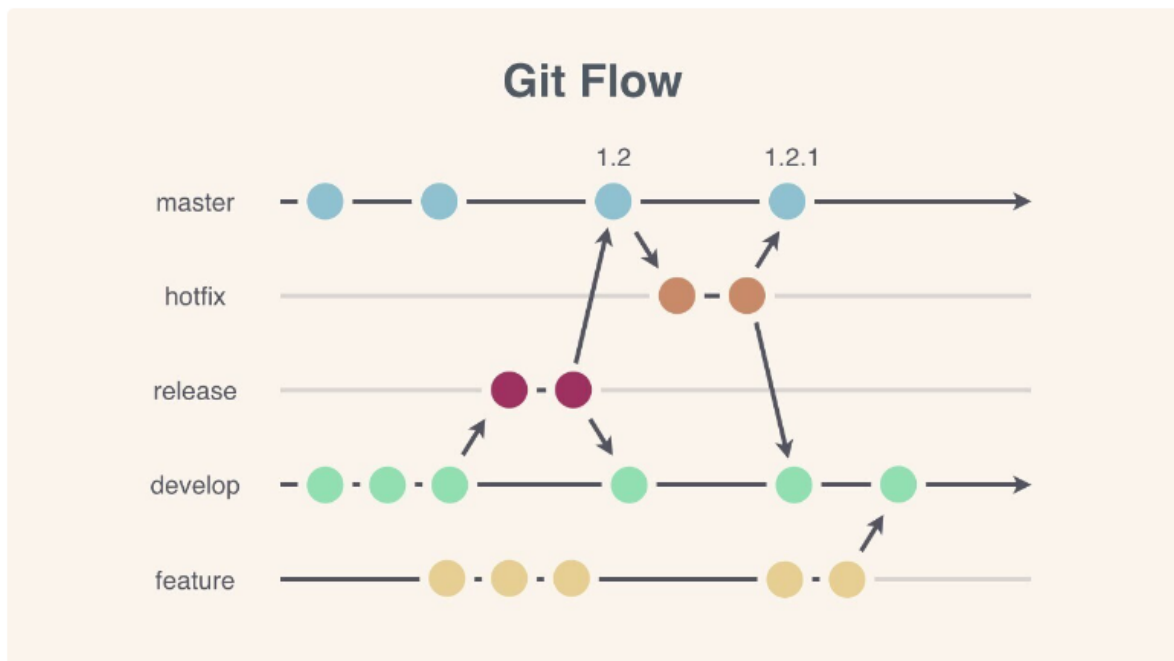 Git Flow
1.2 1.2.1
master
hotfix
release
develop
feature